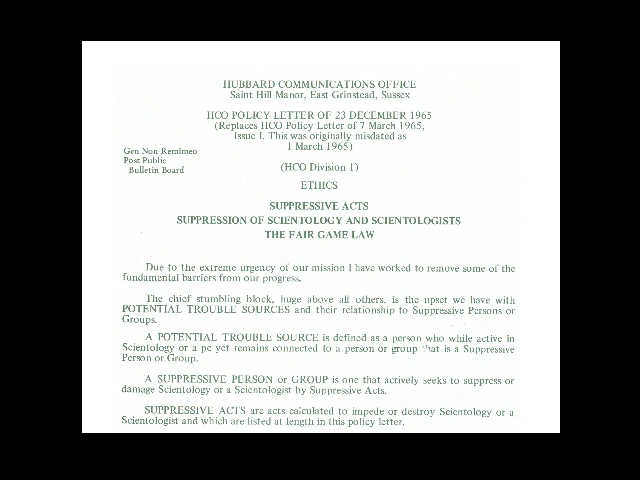 HUBBARD COMMUNICATIONS OFFICE
Saint Hill Manor, East Grinstead, Sussex
HCO POLICY LETTER OF 23 DECEMBER 1965
(Replaces HCO Policy Letter of 7 March 1965,
Issue I. This was originally misdated as
1 March 1965)
Gen Non-Remimeo
Post Public
Bulletin Board
(HCO Division 1)
ETHICS
SUPPRESSIVE ACTS
SUPPRESSION OF SCIENTOLOGY AND SCIENTOLOGISTS
THE FAIR GAME LAW
Due to the extreme urgency of our mission I have worked to remove some of the
fundamental barriers from our progress.
The chief stumbling block, huge above all others, is the upset we have with
POTENTIAL TROUBLE SOURCES and their relationship to Suppressive Persons or
Groups.
A POTENTIAL TROUBLE SOURCE is defined as a person who while active in
Scientology or a pc yet remains connected to a person or group that is a Suppressive
Person or Group.
A SUPPRESSIVE PERSON or GROUP is one that actively seeks to suppress or
damage Scientology or a Scientologist by Suppressive Acts.
SUPPRESSIVE ACTS are acts calculated to impede or destroy Scientology or a
Scientologist and which are listed at length in this policy letter.